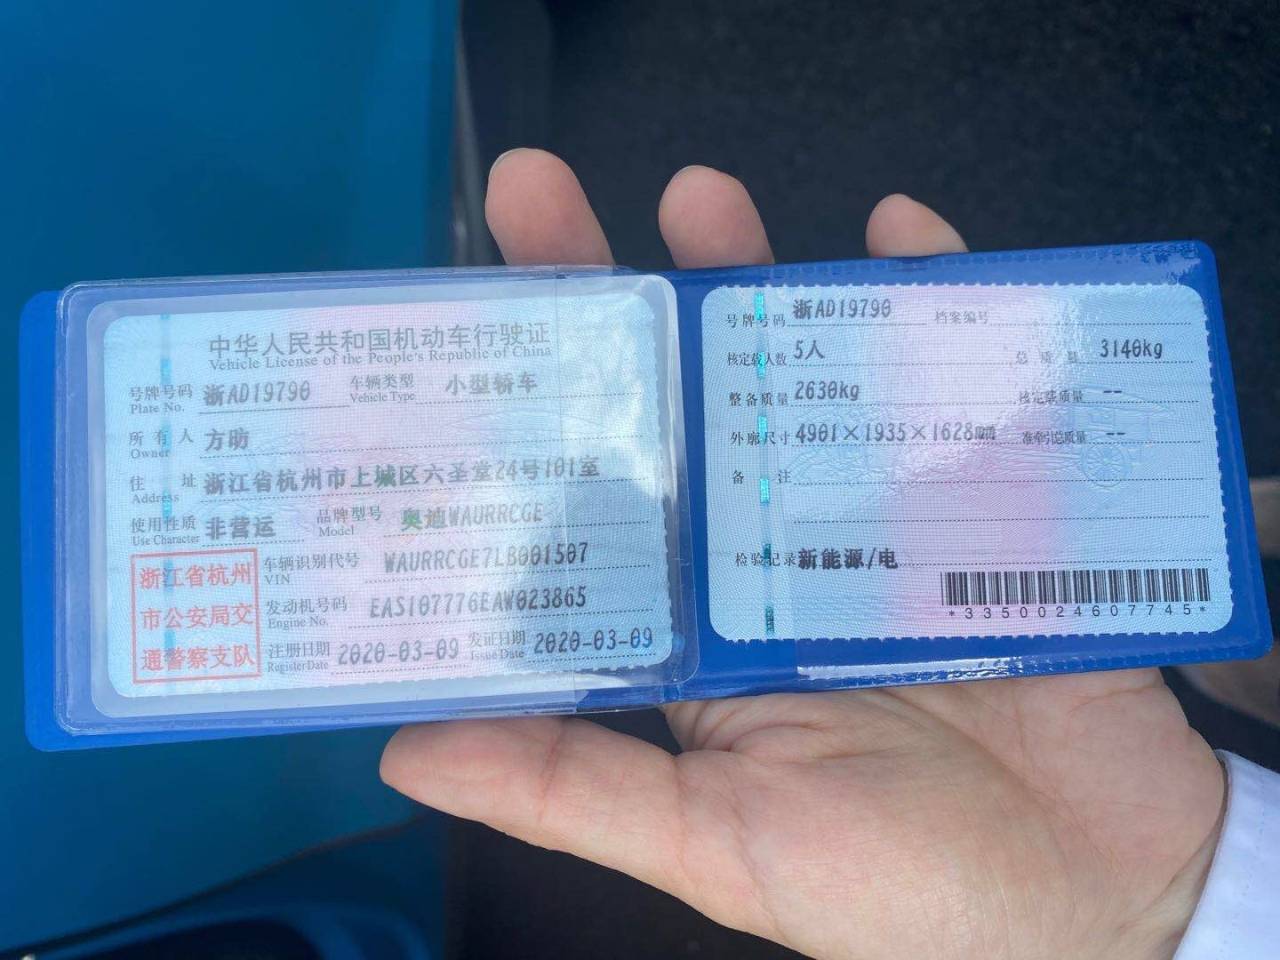 中华人民共和国机动车行驶证
Vehicle License of the People's Republic of China
号牌号码 浙AD19790 车辆类型 小型轿车
Plate No. Vehicle Type
所有人 方昉
Owner
住址 浙江省杭州市上城区六圣堂24号101室
Address
使用性质 非营运 品牌型号 奥迪WAURRCGE
Use Character Model
浙江省杭州
市公安局交
通警察支队
车辆识别代号 WAURRCGE7LB001507
VIN
发动机号码 EAS107776EAW023865
Engine No.
注册日期 2020-03-09 发证日期 2020-03-09
Register Date Issue Date
号牌号码 浙AD19790 档案编号
核定载人数 5人 总质量 3140kg
整备质量 2630kg 核定载质量 --
外廓尺寸 4901×1935×1628mm 准牵引总质量 --
备注
检验记录 新能源/电
*3350024607745*